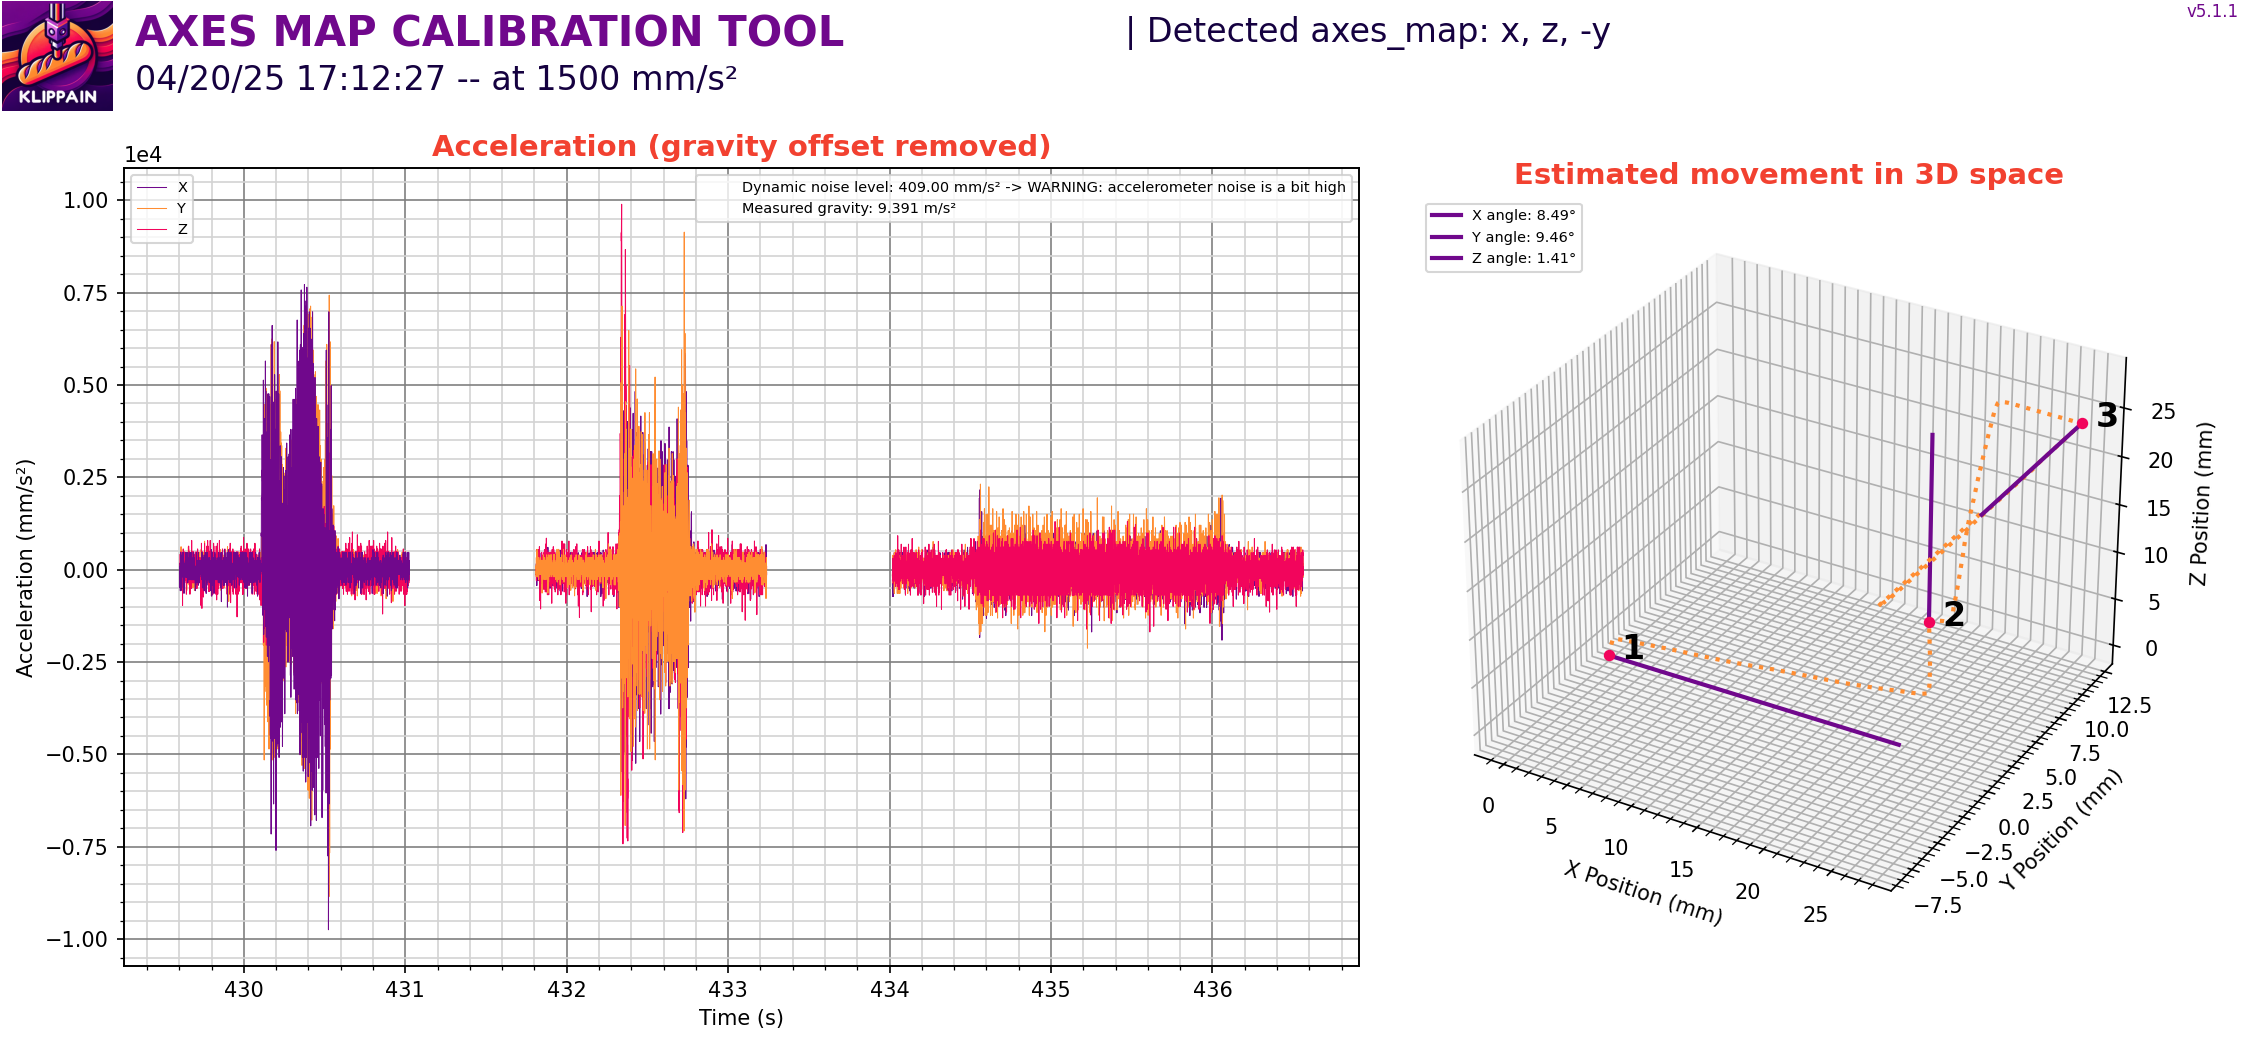 KLIPPAIN
AXES MAP CALIBRATION TOOL
04/20/25 17:12:27 -- at 1500 mm/s²
| Detected axes_map: x, z, -y
v5.1.1
Acceleration (gravity offset removed)
1e4
X
Y
Z
Dynamic noise level: 409.00 mm/s² -> WARNING: accelerometer noise is a bit high
Measured gravity: 9.391 m/s²
1.00
0.75
0.50
0.25
0.00
−0.25
−0.50
−0.75
−1.00
Acceleration (mm/s²)
430
431
432
433
434
435
436
Time (s)
Estimated movement in 3D space
X angle: 8.49°
Y angle: 9.46°
Z angle: 1.41°
1
2
3
25
20
15
10
5
0
Z Position (mm)
12.5
10.0
7.5
5.0
2.5
0.0
−2.5
−5.0
−7.5
Y Position (mm)
0
5
10
15
20
25
X Position (mm)